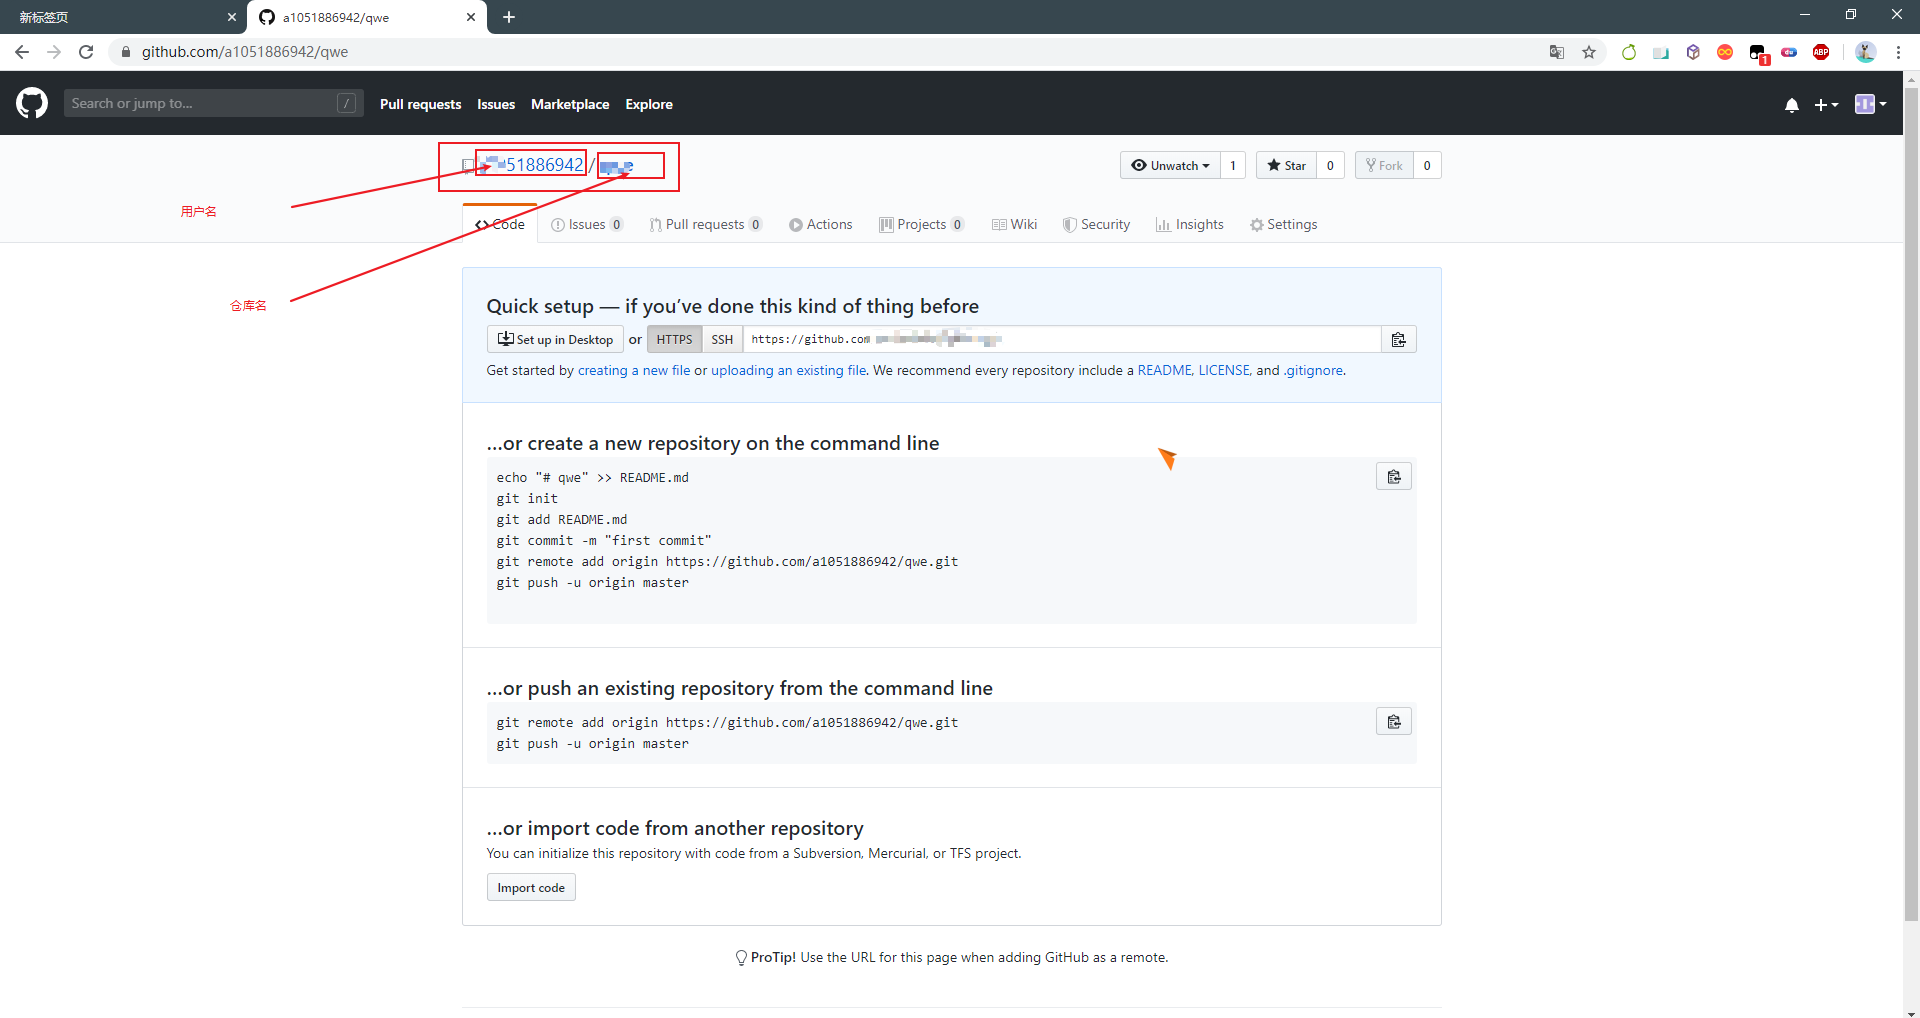 新标签页
a1051886942/qwe
github.com/a1051886942/qwe
1
du
ABP
Search or jump to...
/
Pull requests
Issues
Marketplace
Explore
51886942 / e
Unwatch
1
Star
0
Fork
0
用户名
Code
Issues 0
Pull requests 0
Actions
Projects 0
Wiki
Security
Insights
Settings
仓库名
Quick setup — if you’ve done this kind of thing before
Set up in Desktop
or
HTTPS
SSH
https://github.com
Get started by creating a new file or uploading an existing file. We recommend every repository include a README, LICENSE, and .gitignore.
…or create a new repository on the command line
echo "# qwe" >> README.md
git init
git add README.md
git commit -m "first commit"
git remote add origin https://github.com/a1051886942/qwe.git
git push -u origin master
…or push an existing repository from the command line
git remote add origin https://github.com/a1051886942/qwe.git
git push -u origin master
…or import code from another repository
You can initialize this repository with code from a Subversion, Mercurial, or TFS project.
Import code
ProTip! Use the URL for this page when adding GitHub as a remote.